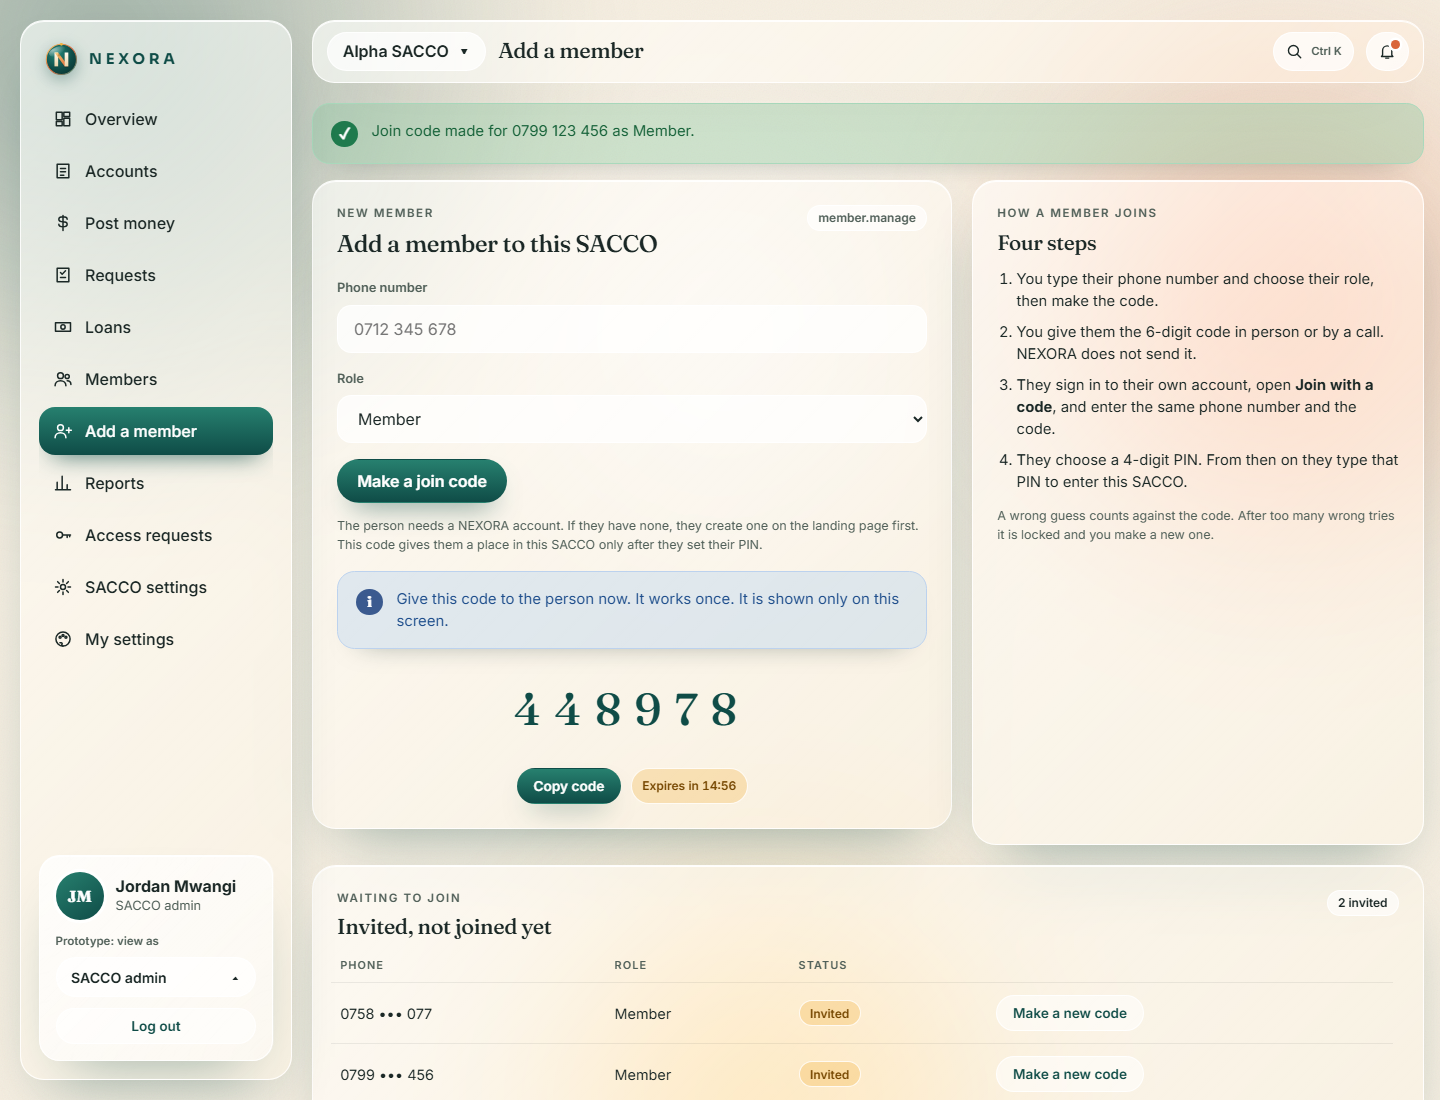 NEXORA
Overview
Accounts
Post money
Requests
Loans
Members
Add a member
Reports
Access requests
SACCO settings
My settings
JM
Jordan Mwangi
SACCO admin
Prototype: view as
SACCO admin
Log out
Alpha SACCO
Add a member
Ctrl K
Join code made for 0799 123 456 as Member.
NEW MEMBER
member.manage
Add a member to this SACCO
Phone number
0712 345 678
Role
Member
Make a join code
The person needs a NEXORA account. If they have none, they create one on the landing page first.
This code gives them a place in this SACCO only after they set their PIN.
Give this code to the person now. It works once. It is shown only on this
screen.
448978
Copy code
Expires in 14:56
HOW A MEMBER JOINS
Four steps
1. You type their phone number and choose their role,
then make the code.
2. You give them the 6-digit code in person or by a call.
NEXORA does not send it.
3. They sign in to their own account, open Join with a
code, and enter the same phone number and the
code.
4. They choose a 4-digit PIN. From then on they type that
PIN to enter this SACCO.
A wrong guess counts against the code. After too many wrong tries
it is locked and you make a new one.
WAITING TO JOIN
2 invited
Invited, not joined yet
PHONE ROLE STATUS
0758 ••• 077 Member Invited Make a new code
0799 ••• 456 Member Invited Make a new code